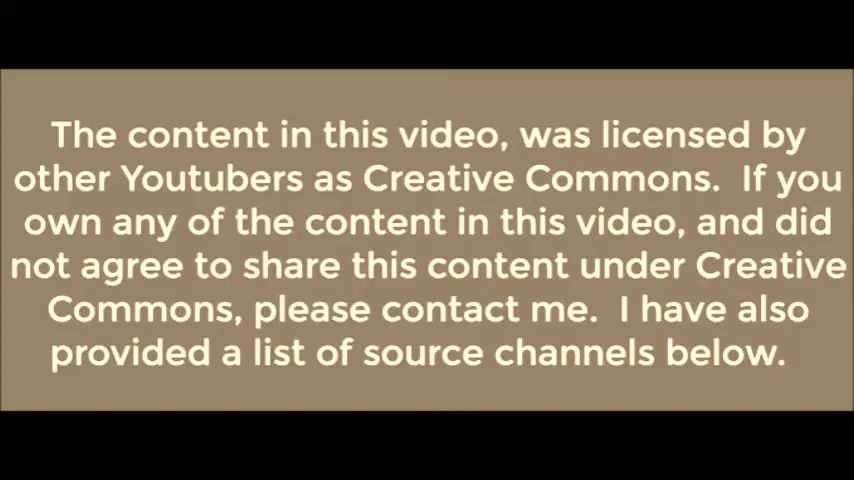 The content in this video, was licensed by
other Youtubers as Creative Commons.  If you
own any of the content in this video, and did
not agree to share this content under Creative
Commons, please contact me.  I have also
provided a list of source channels below.